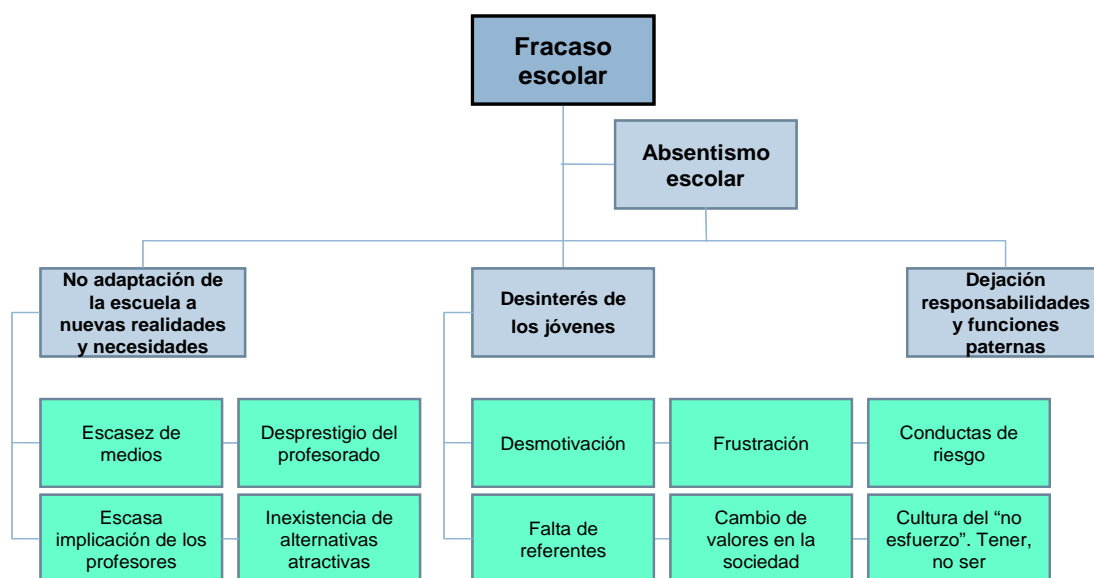 Fracaso
escolar
Absentismo
escolar
No adaptación de
la escuela a
nuevas realidades
y necesidades
Desinterés de
los jóvenes
Dejación
responsabilidades
y funciones
paternas
Escasez de
medios
Desprestigio del
profesorado
Desmotivación
Frustración
Conductas de
riesgo
Escasa
implicación de los
profesores
Inexistencia de
alternativas
atractivas
Falta de
referentes
Cambio de
valores en la
sociedad
Cultura del “no
esfuerzo”. Tener,
no ser